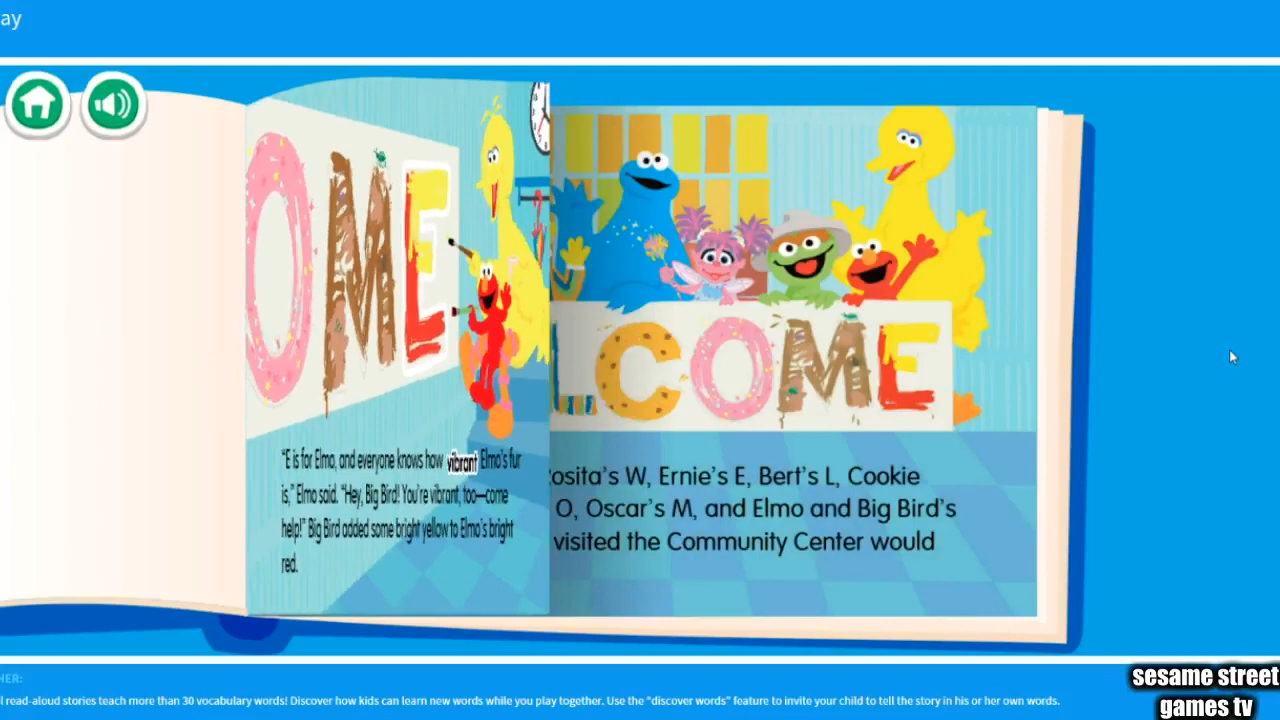 ay
OME
"E is for Elmo, and everyone knows how vibrant Elmo's fur
is," Elmo said. "Hey, Big Bird! You're vibrant, too—come
help!" Big Bird added some bright yellow to Elmo's bright
red.
LCOME
osita's W, Ernie's E, Bert's L, Cookie
O, Oscar's M, and Elmo and Big Bird's
visited the Community Center would
HER:
l read-aloud stories teach more than 30 vocabulary words! Discover how kids can learn new words while you play together. Use the "discover words" feature to invite your child to tell the story in his or her own words.
sesame street
games tv